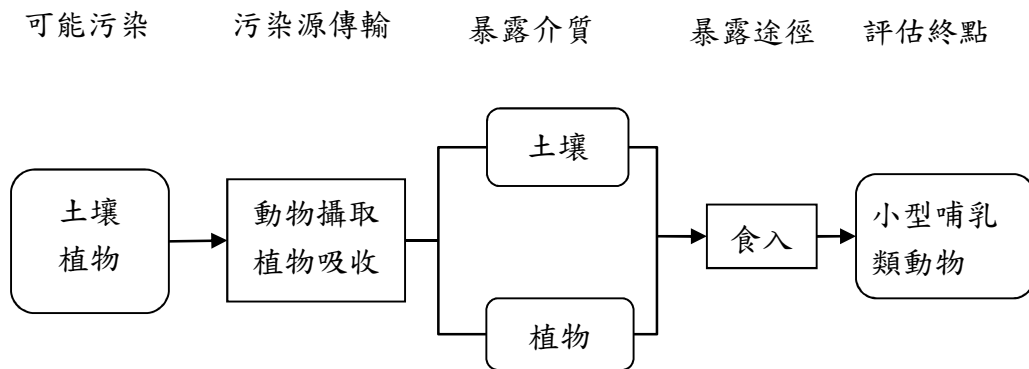 可能污染
污染源傳輸
暴露介質
暴露途徑
評估終點
土壤
植物
動物攝取
植物吸收
土壤
植物
食入
小型哺乳
類動物